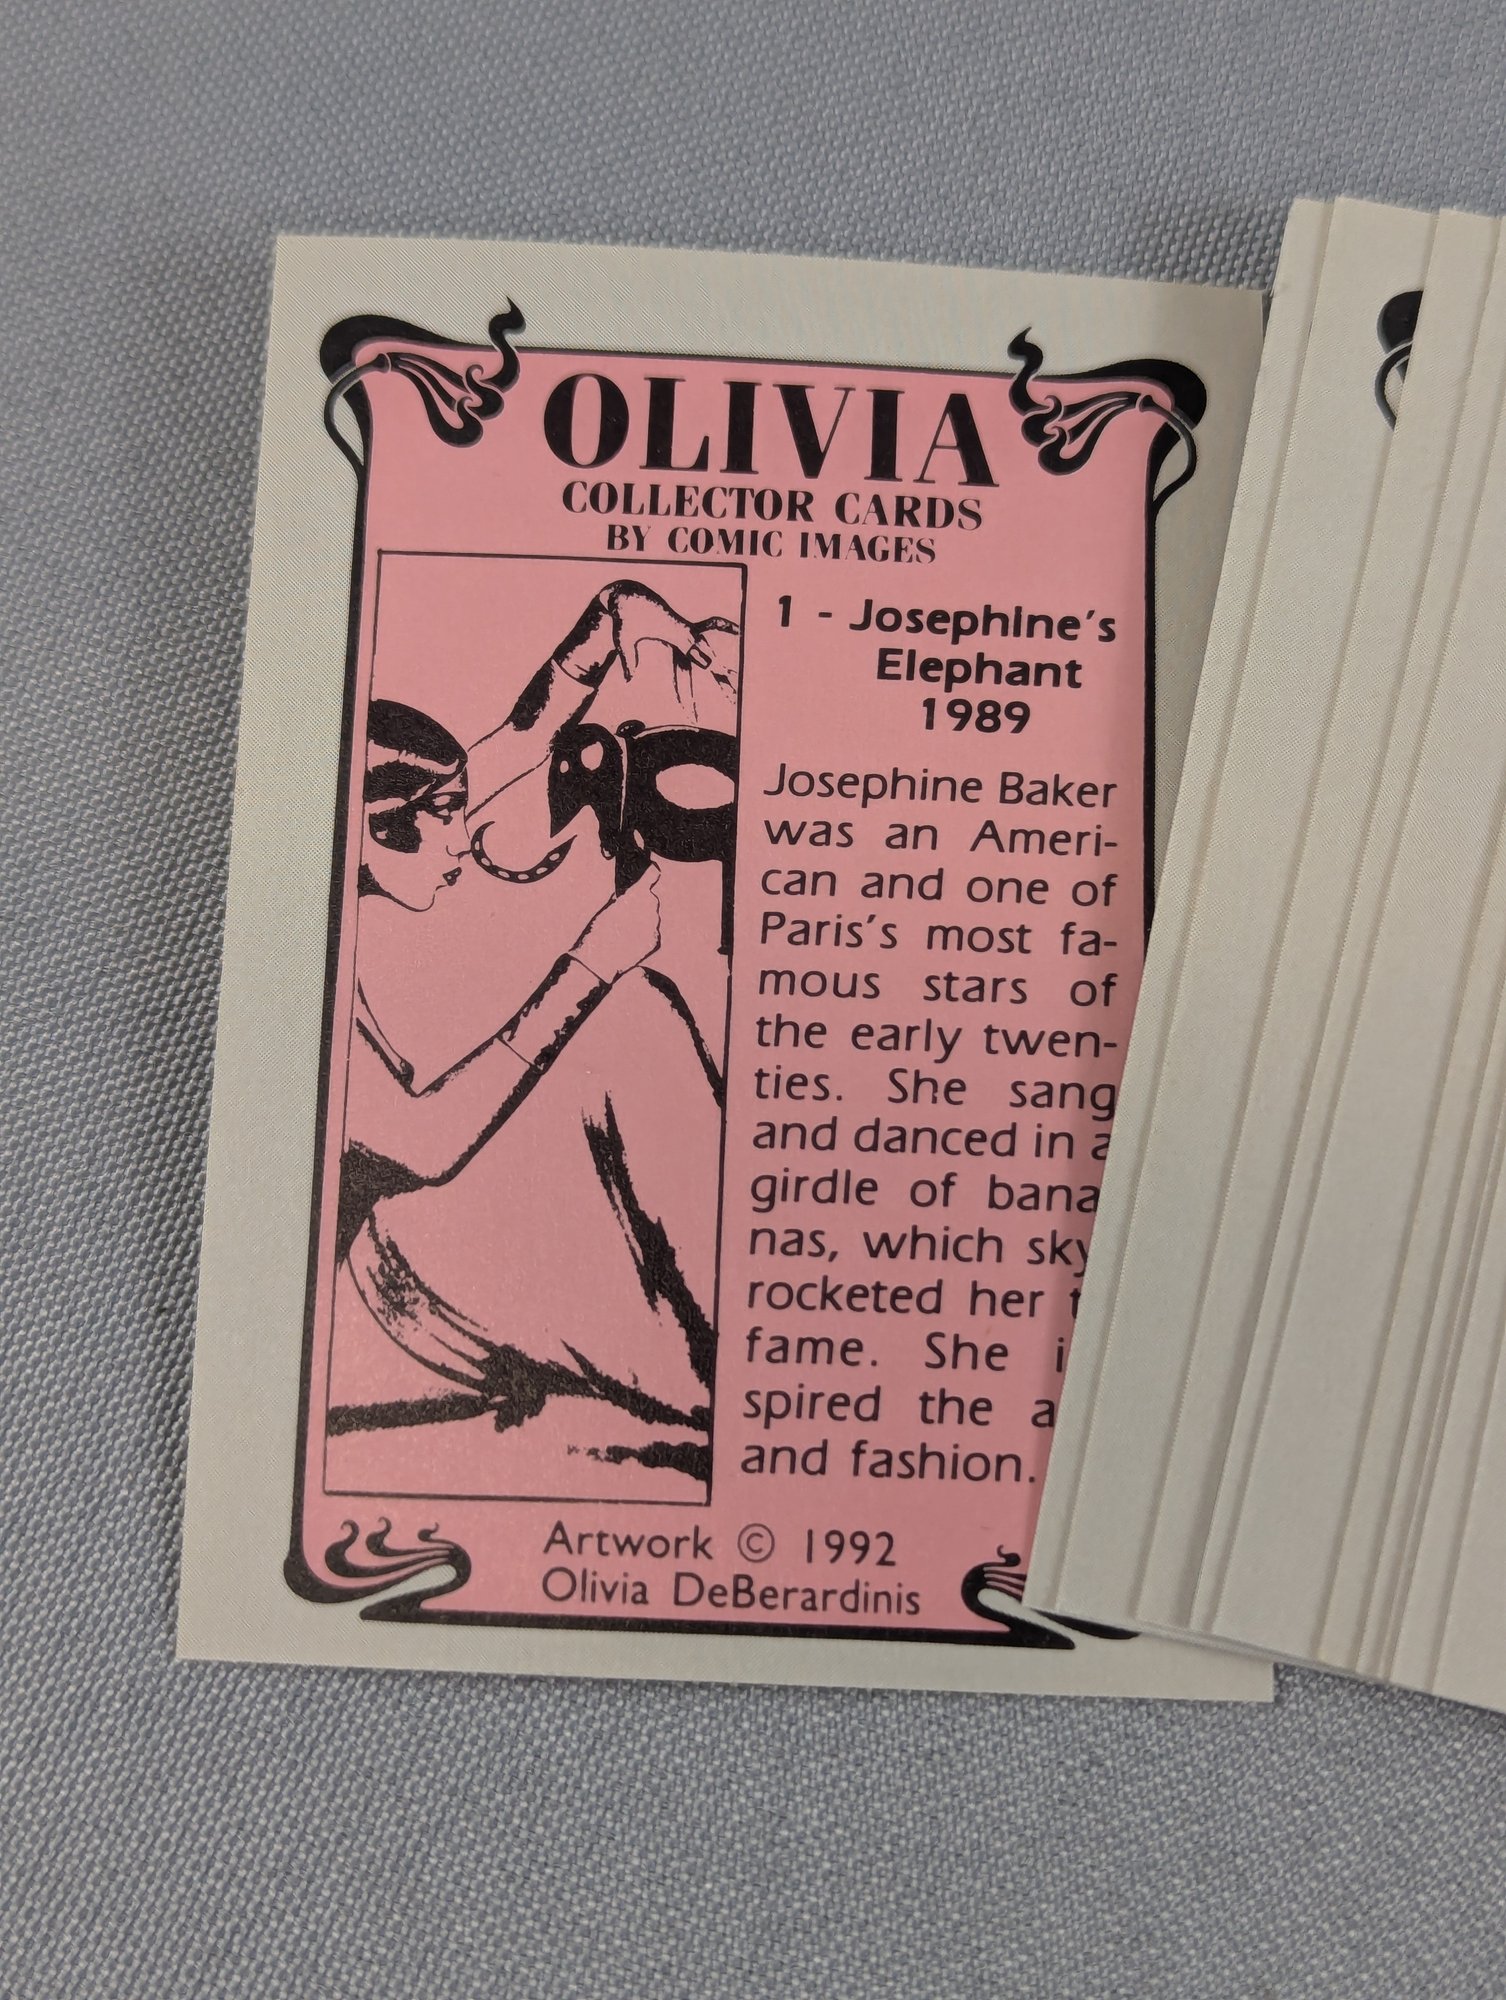 OLIVIA
COLLECTOR CARDS
BY COMIC IMAGES
1 - Josephine's
Elephant
1989
Josephine Baker
was an Ameri-
can and one of
Paris's most fa-
mous stars of
the early twen-
ties. She sang
and danced in a
girdle of bana
nas, which sky
rocketed her
fame. She
spired the
and fashion.
Artwork © 1992
Olivia DeBerardinis